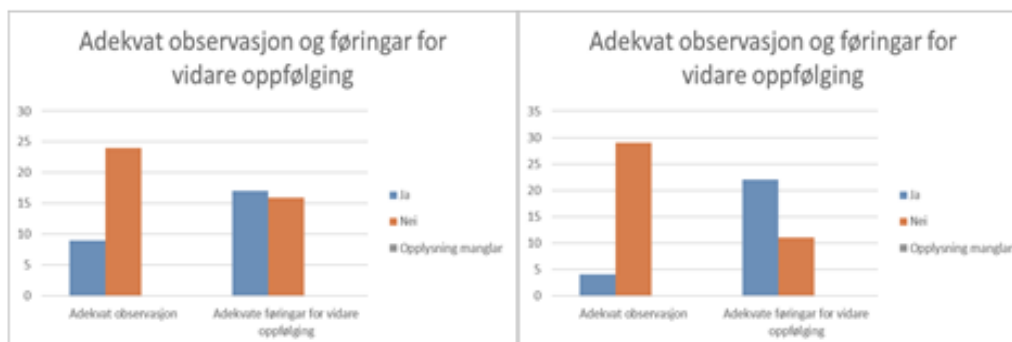 Adekvat observasjon og føringar for
vidare oppfølging
30
25
20
15
10
5
0
Adekvat observasjon
Adekvate føringar for vidare
oppfølging
Ja
Nei
Opplysning manglar
Adekvat observasjon og føringar for
vidare oppfølging
35
30
25
20
15
10
5
0
Adekvat observasjon
Adekvate føringar for vidare
oppfølging
Ja
Nei
Opplysning manglar